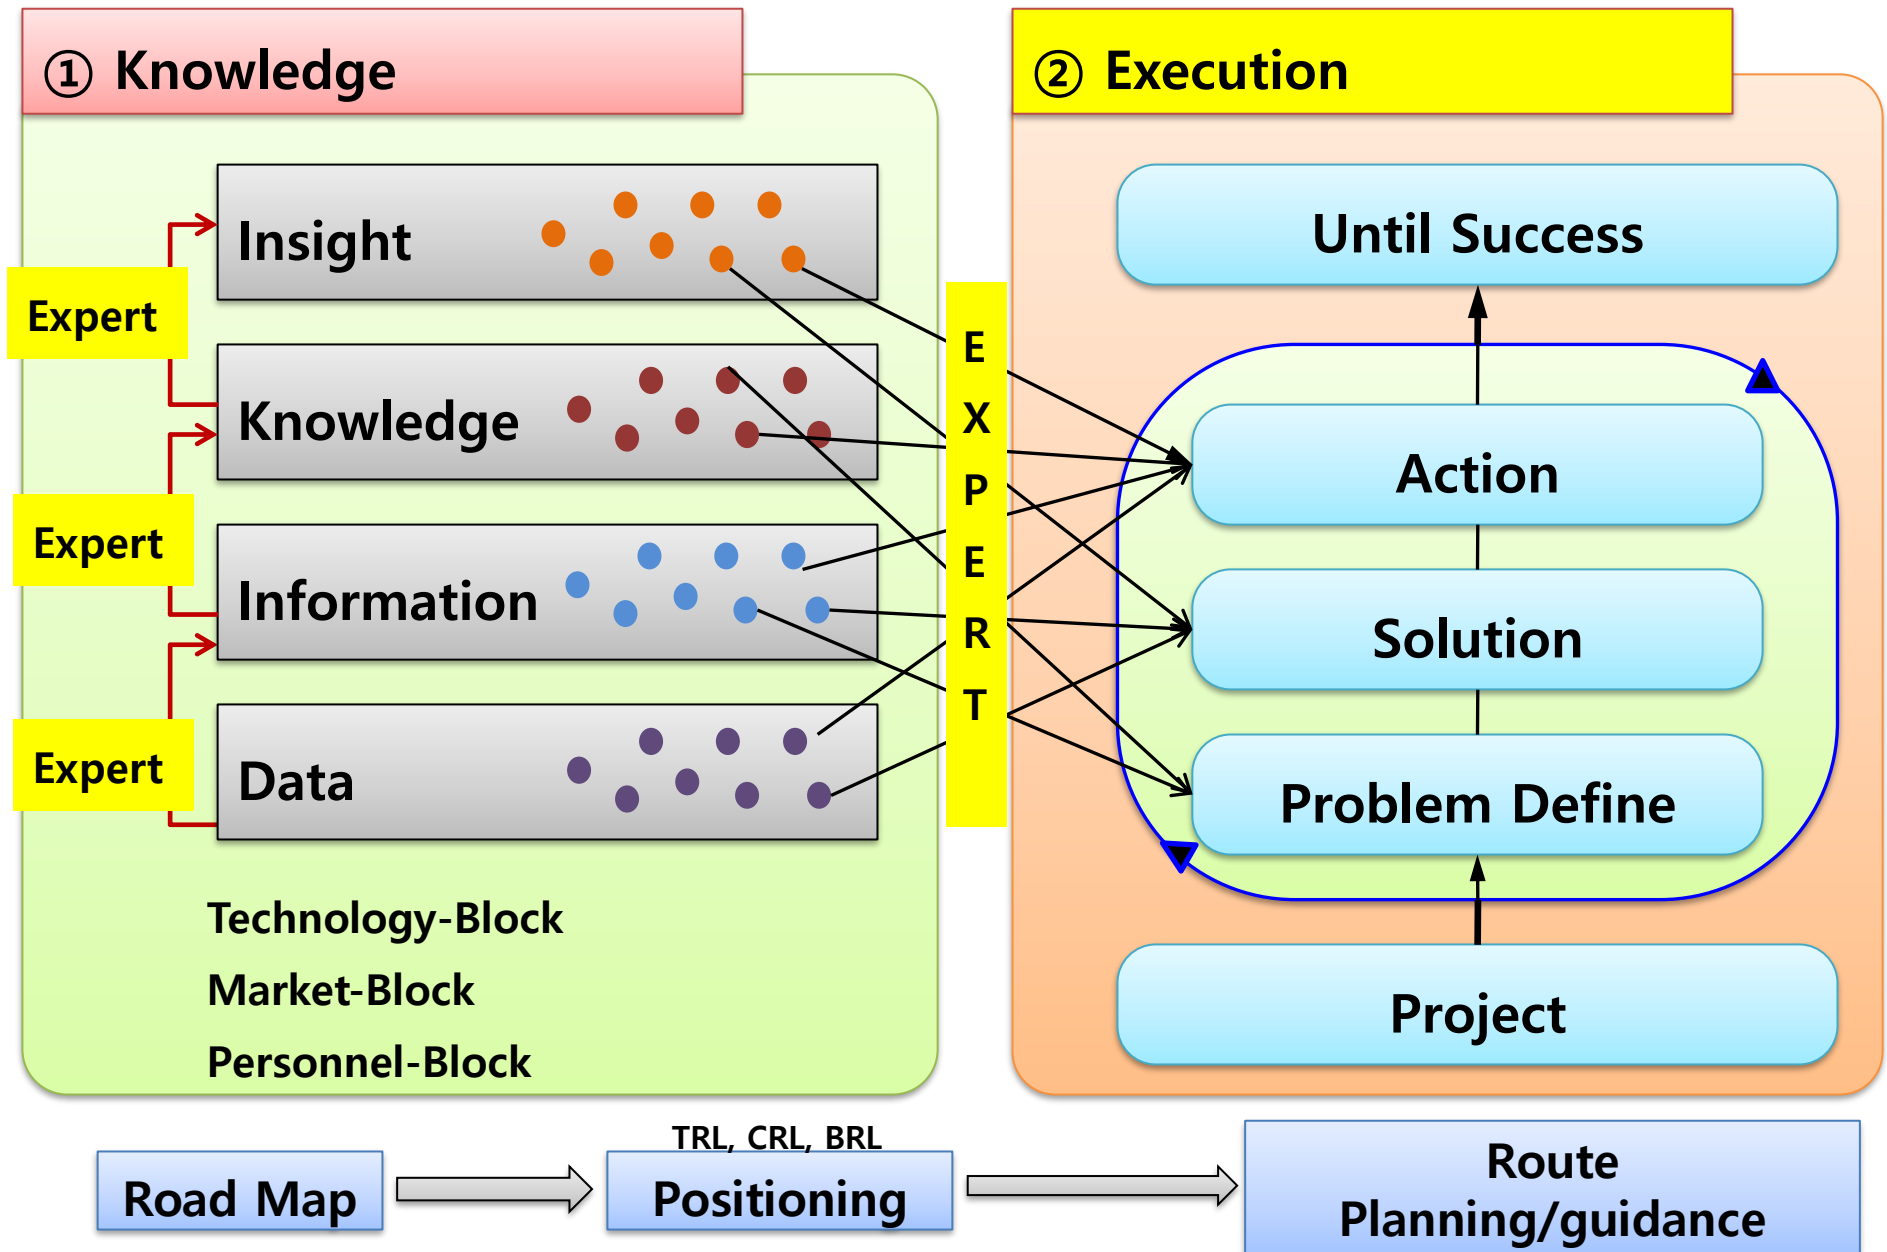 ① Knowledge
Insight
Knowledge
Information
Data
Expert
Expert
Expert
Technology-Block
Market-Block
Personnel-Block
E
X
P
E
R
T
② Execution
Until Success
Action
Solution
Problem Define
Project
Road Map
TRL, CRL, BRL
Positioning
Route
Planning/guidance